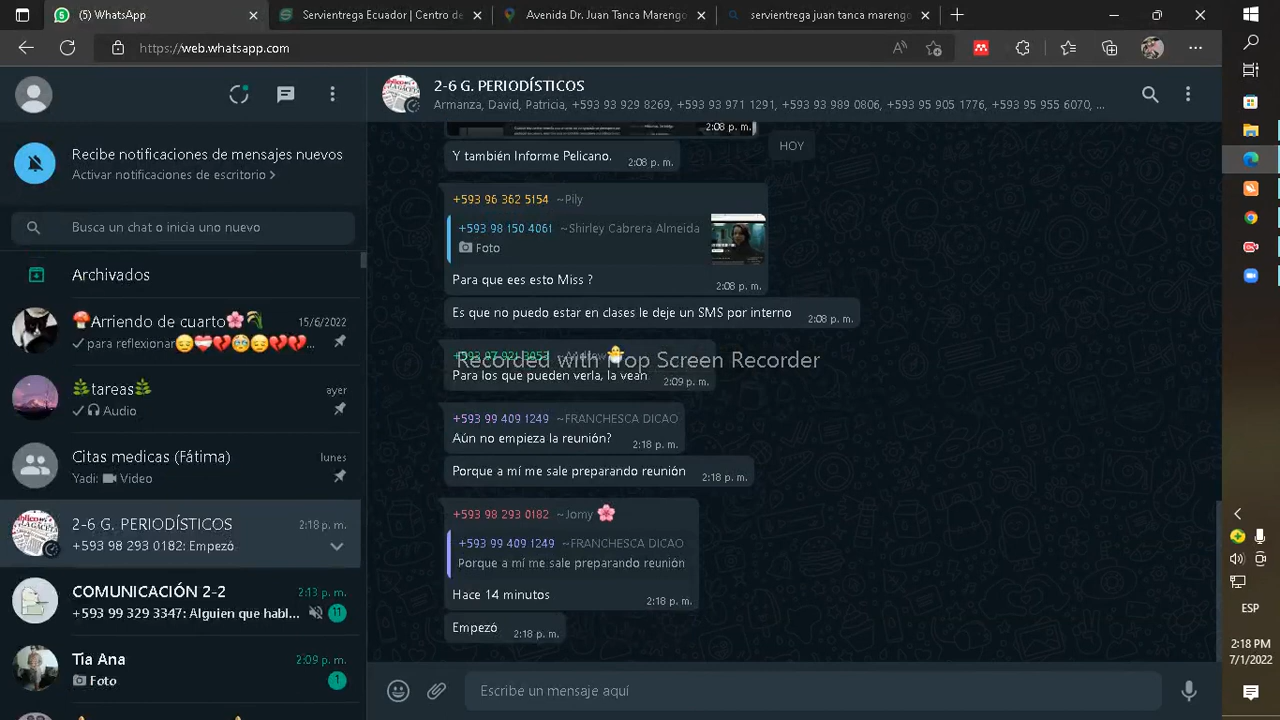 WhatsApp
Servientrega Ecuador | Centro de
Avenida Dr. Juan Tanca Marengo
servientrega juan tanca marengo
https://web.whatsapp.com
2-6 G. PERIODÍSTICOS
Armanza, David, Patricia, +593 93 929 8269, +593 93 971 1291, +593 93 989 0806, +593 95 905 1776, +593 95 955 6070, ...
Recibe notificaciones de mensajes nuevos
Activar notificaciones de escritorio
Busca un chat o inicia uno nuevo
Archivados
🍄Arriendo de cuarto🌸🌾
15/6/2022
para reflexionar😔❤️‍🩹💔🥹😔💔💔...
🌿tareas🌿
ayer
Audio
Citas medicas (Fátima)
lunes
Yadi: Video
2-6 G. PERIODÍSTICOS
2:18 p. m.
+593 98 293 0182: Empezó
COMUNICACIÓN 2-2
2:13 p. m.
+593 99 329 3347: Alguien que habl...
11
Tía Ana
2:09 p. m.
Foto
1
2:08 p. m.
HOY
Y también Informe Pelicano.
2:08 p. m.
+593 96 362 5154 ~Pily
+593 98 150 4061 ~Shirley Cabrera Almeida
Foto
Para que ees esto Miss ?
2:08 p. m.
Es que no puedo estar en clases le deje un SMS por interno
2:08 p. m.
Recorded with iTop Screen Recorder
Para los que pueden verla, la vean
2:09 p. m.
+593 99 409 1249 ~FRANCHESCA DICAO
Aún no empieza la reunión?
2:18 p. m.
Porque a mí me sale preparando reunión
2:18 p. m.
+593 98 293 0182 ~Jomy 🌸
+593 99 409 1249 ~FRANCHESCA DICAO
Porque a mí me sale preparando reunión
Hace 14 minutos
2:18 p. m.
Empezó
2:18 p. m.
Escribe un mensaje aquí
ESP
2:18 PM
7/1/2022